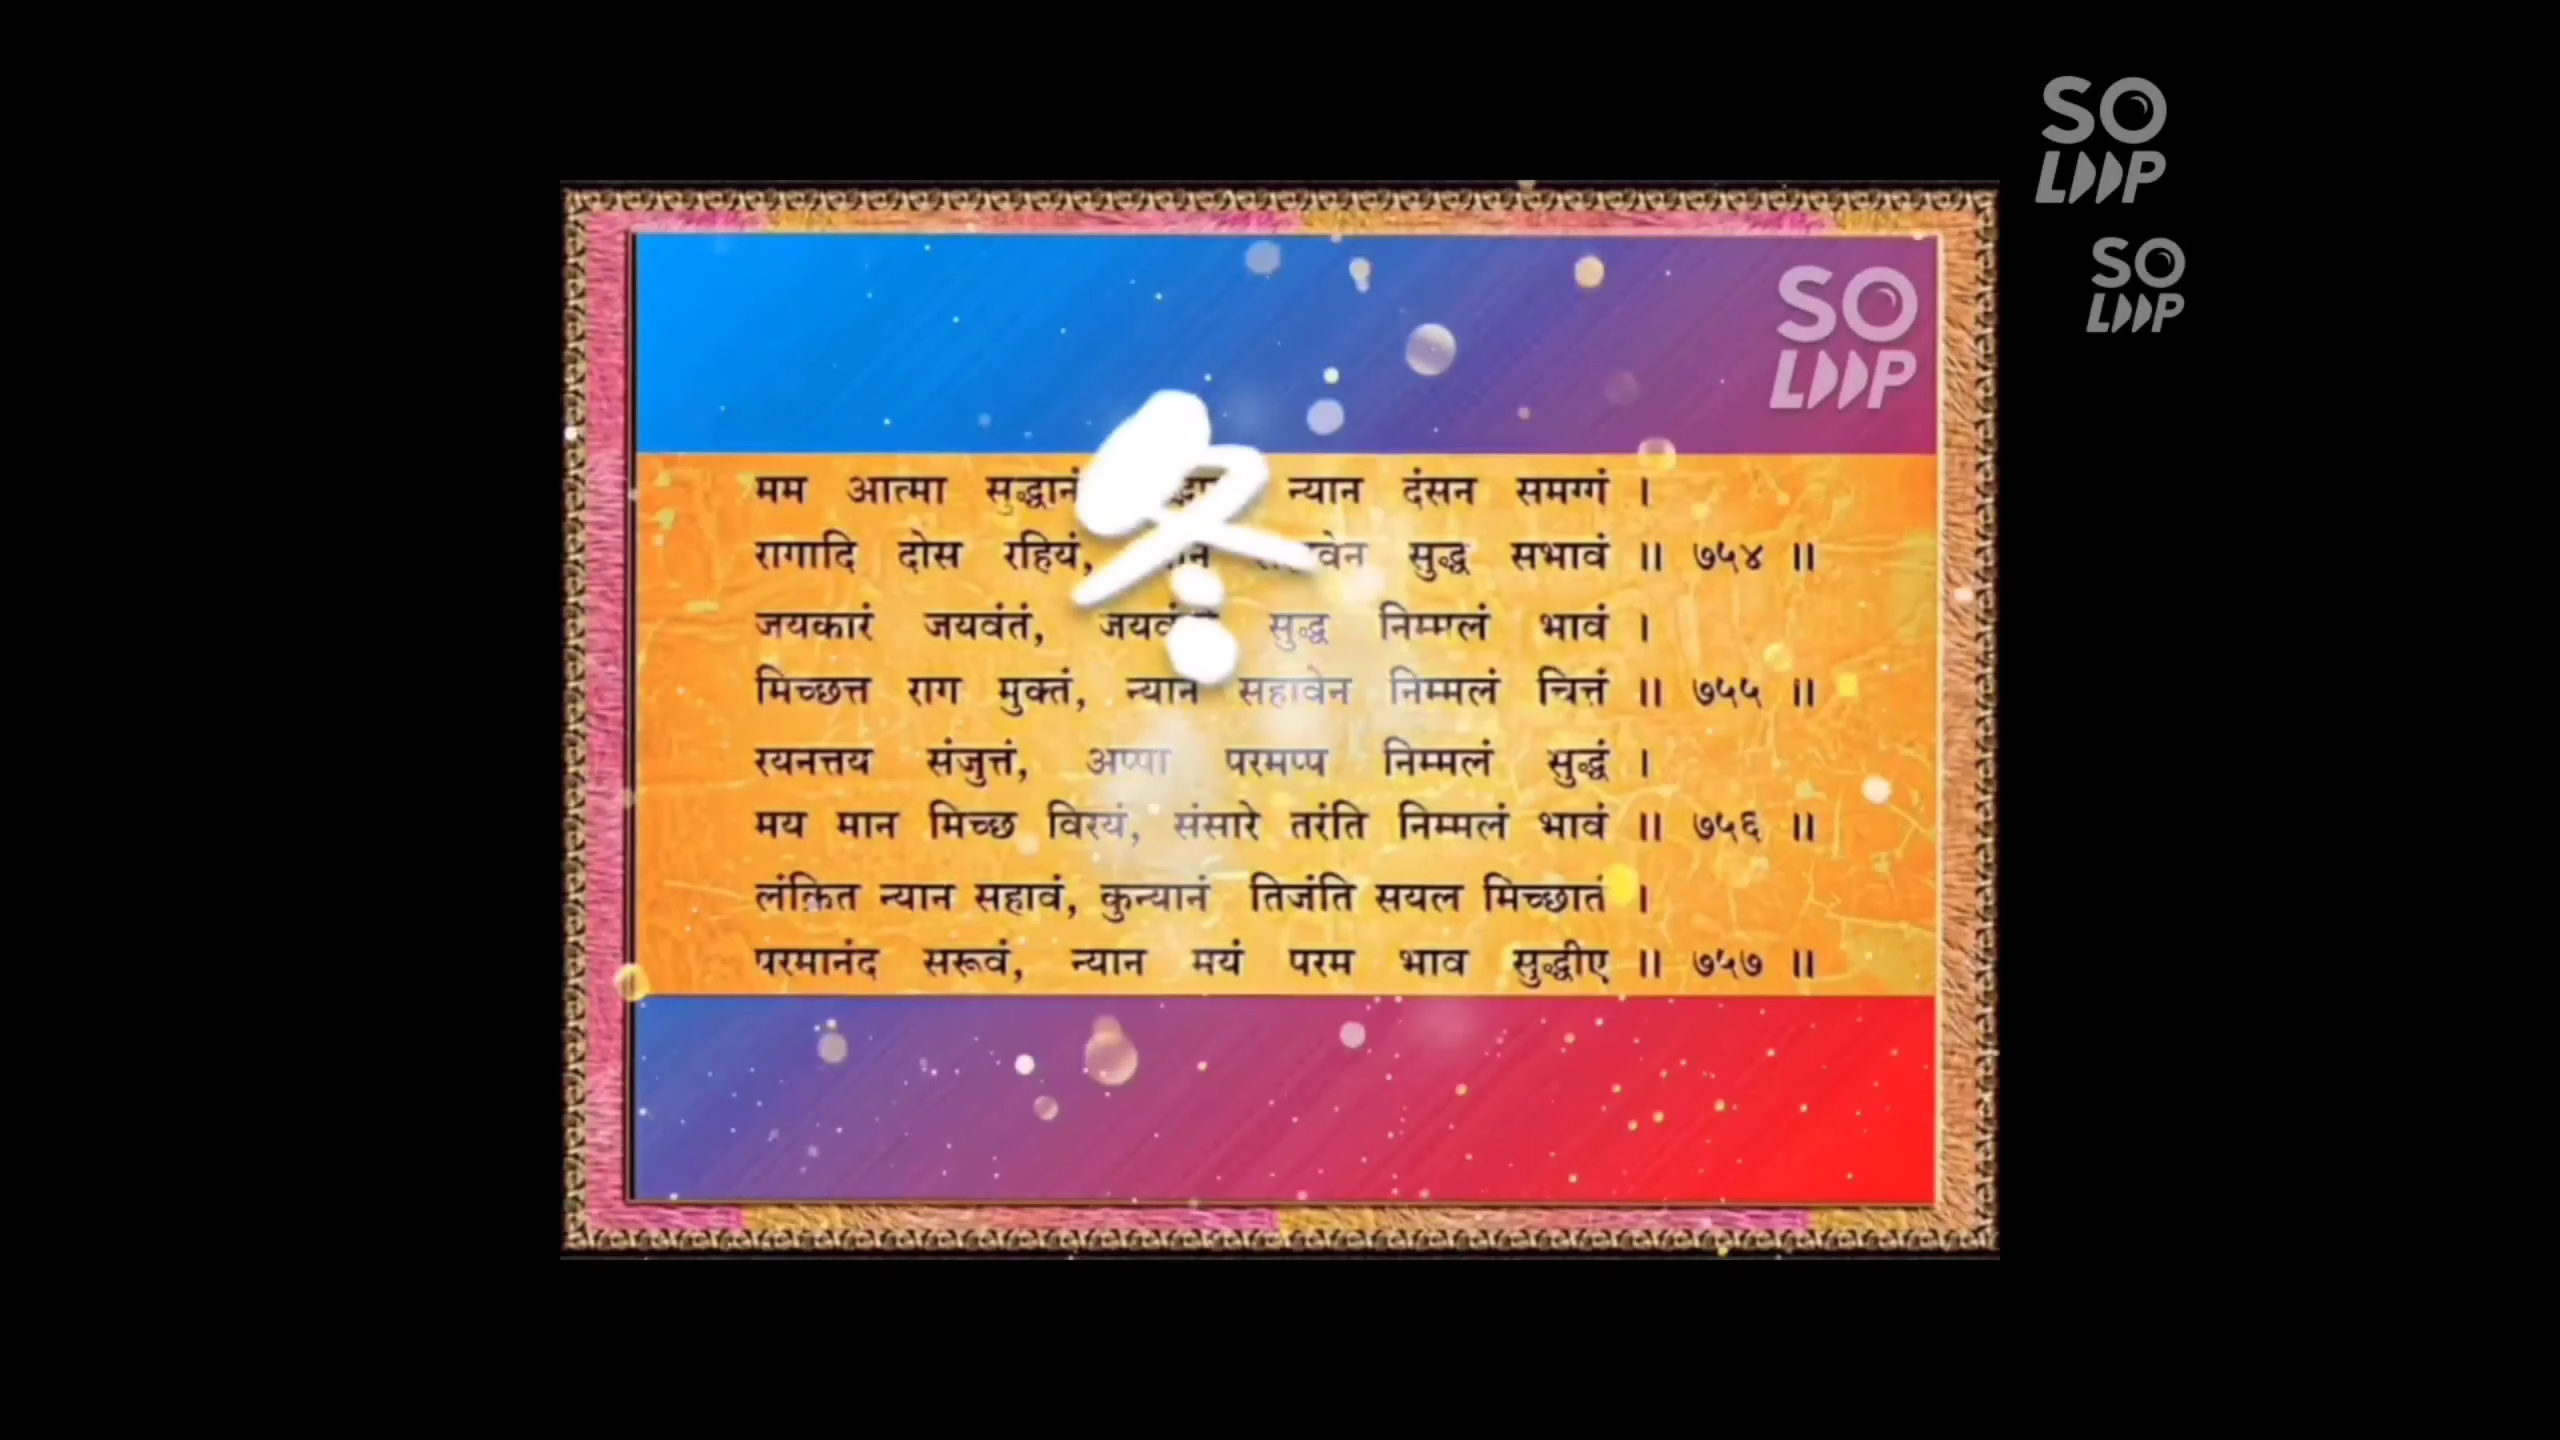 SO
LOOP
SO
LOOP
SO
LOOP
冬
मम आत्मा सुद्धानं न्यान दंसन समग्गं ।
रागादि दोस रहियं, सुद्ध सभावं ॥ ७५४ ॥
जयकारं जयवंतं, सुद्ध निम्मलं भावं ।
मिच्छत्त राग मुक्तं, न्यान सहावेन निम्मलं चित्तं ॥ ७५५ ॥
रयनत्तय संजुत्तं, अप्पा परमप्प निम्मलं सुद्धं ।
मय मान मिच्छ विरयं, संसारे तरंति निम्मलं भावं ॥ ७५६ ॥
लंक्रित न्यान सहावं, कुन्यानं तिजंति सयल मिच्छातं ।
परमानंद सरूवं, न्यान मयं परम भाव सुद्धीए ॥ ७५७ ॥